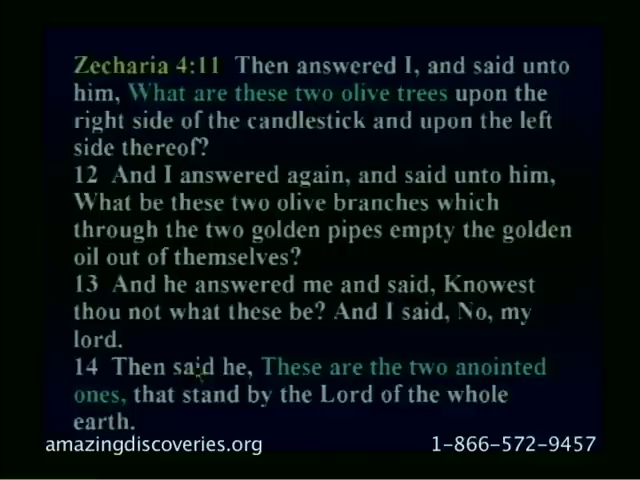 Zecharia 4:11 Then answered I, and said unto
him, What are these two olive trees upon the
right side of the candlestick and upon the left
side thereof?
12 And I answered again, and said unto him,
What be these two olive branches which
through the two golden pipes empty the golden
oil out of themselves?
13 And he answered me and said, Knowest
thou not what these be? And I said, No, my
lord.
14 Then said he, These are the two anointed
ones, that stand by the Lord of the whole
earth.
amazingdiscoveries.org 1-866-572-9457